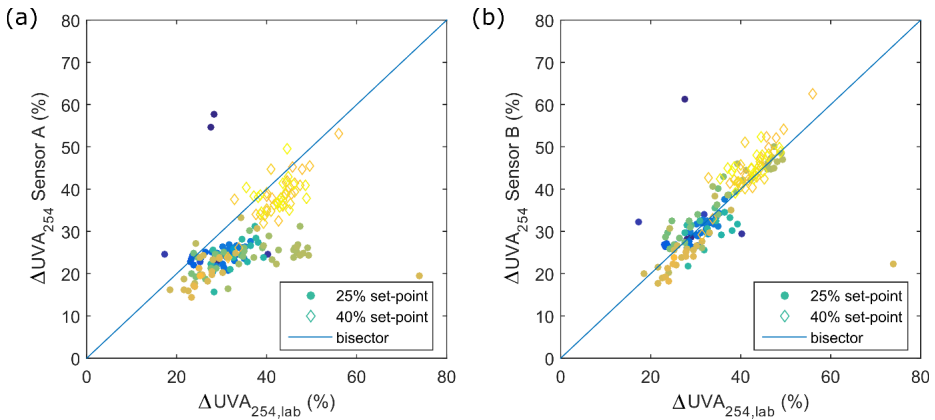 (a)
80
70
60
50
40
30
20
10
0
ΔUVA254 Sensor A (%)
25% set-point
40% set-point
bisector
0 20 40 60 80
ΔUVA254,lab (%)
(b)
80
70
60
50
40
30
20
10
0
ΔUVA254 Sensor B (%)
25% set-point
40% set-point
bisector
0 20 40 60 80
ΔUVA254,lab (%)